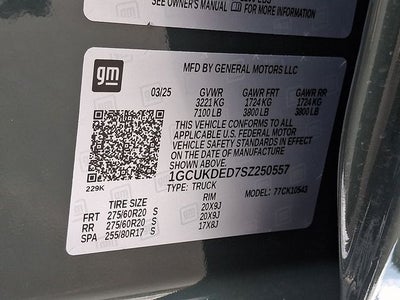 SEE OWNER'S MANUAL FOR MORE INFORMATION
gm
MFD BY GENERAL MOTORS LLC
03/25 GVWR GAWR FRT GAWR RR
3221 KG 1724 KG 1724 KG
7100 LB 3800 LB 3800 LB
THIS VEHICLE CONFORMS TO ALL
APPLICABLE U.S. FEDERAL MOTOR
VEHICLE SAFETY STANDARDS IN EFFECT
ON THE DATE OF MANUFACTURE
SHOWN ABOVE.
1GCUKDED7SZ250557
229K TYPE: TRUCK MODEL: 77CK10543
TIRE SIZE RIM
FRT 275/60R20 S 20X9J
RR 275/60R20 S 20X9J
SPA 255/80R17 S 17X8J